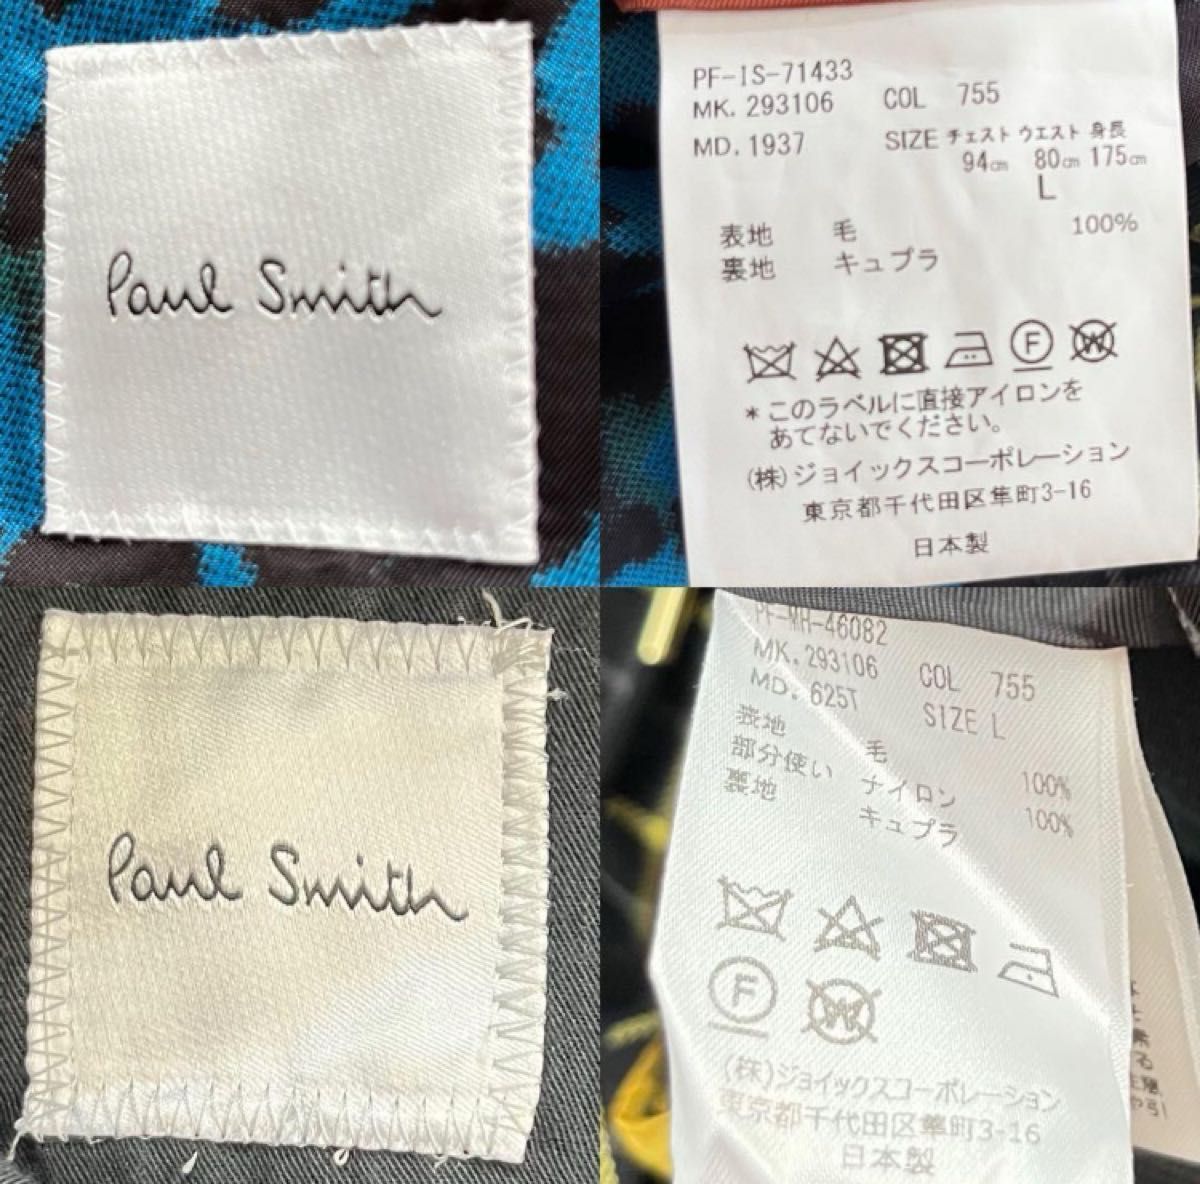 Paul Smith
PF-IS-71433
MK. 293106 COL 755
MD. 1937 SIZE チェスト ウエスト 身長
94cm 80cm 175cm
L
表地 毛 100%
裏地 キュプラ
F W
* このラベルに直接アイロンを
あてないでください。
(株)ジョイックスコーポレーション
東京都千代田区隼町3-16
日本製
Paul Smith
PF-MH-46082
MK. 293106 COL 755
MD. 625T SIZE L
表地 毛 100%
部分使い ナイロン 100%
裏地 キュプラ
F W
(株)ジョイックスコーポレーション
東京都千代田区隼町3-16
日本製